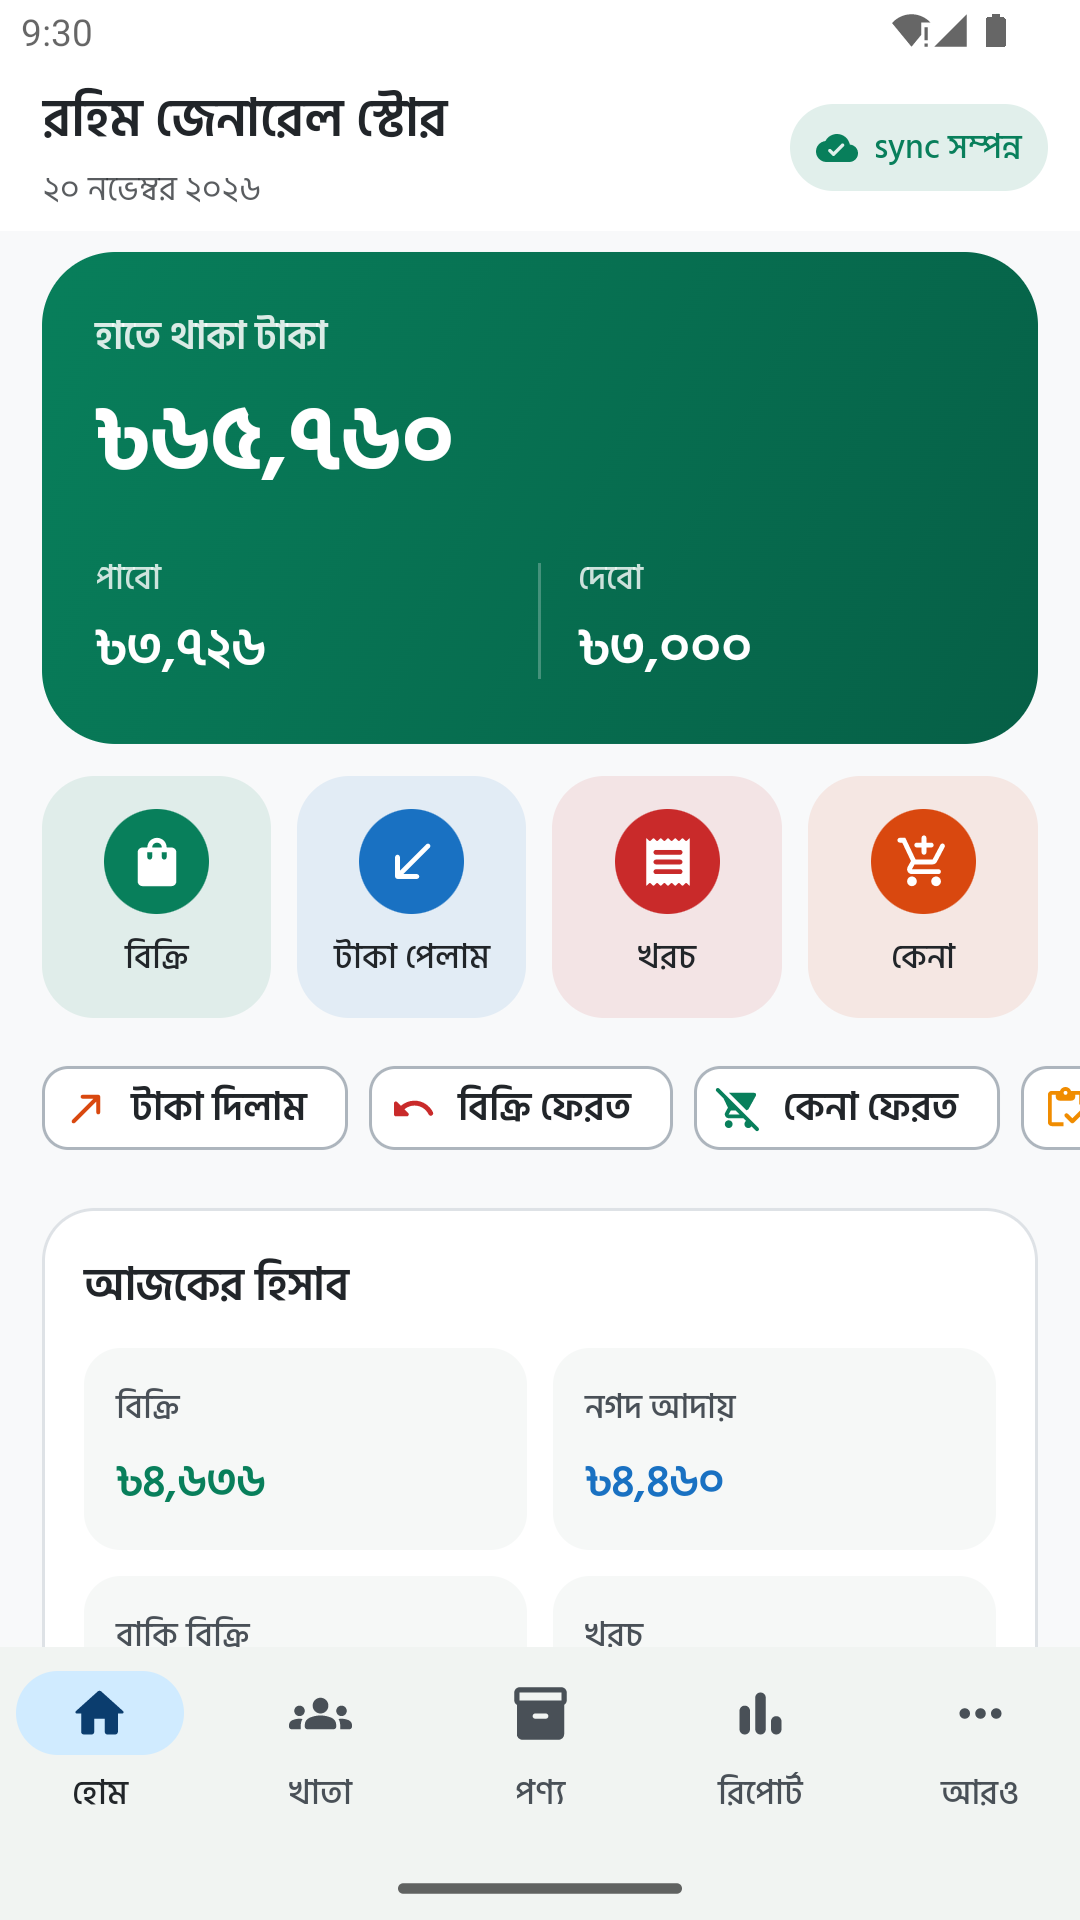 9:30
রহিম জেনারেল স্টোর
২০ নভেম্বর ২০২৬
sync সম্পন্ন
হাতে থাকা টাকা
৳৬৫,৭৬০
পাবো
দেবো
৳৩,৭২৬
৳৩,০০০
বিক্রি
টাকা পেলাম
খরচ
কেনা
টাকা দিলাম
বিক্রি ফেরত
কেনা ফেরত
আজকের হিসাব
বিক্রি
নগদ আদায়
৳৪,৬৩৬
৳৪,৪৬০
বাকি বিক্রি
খরচ
হোম
খাতা
পণ্য
রিপোর্ট
আরও